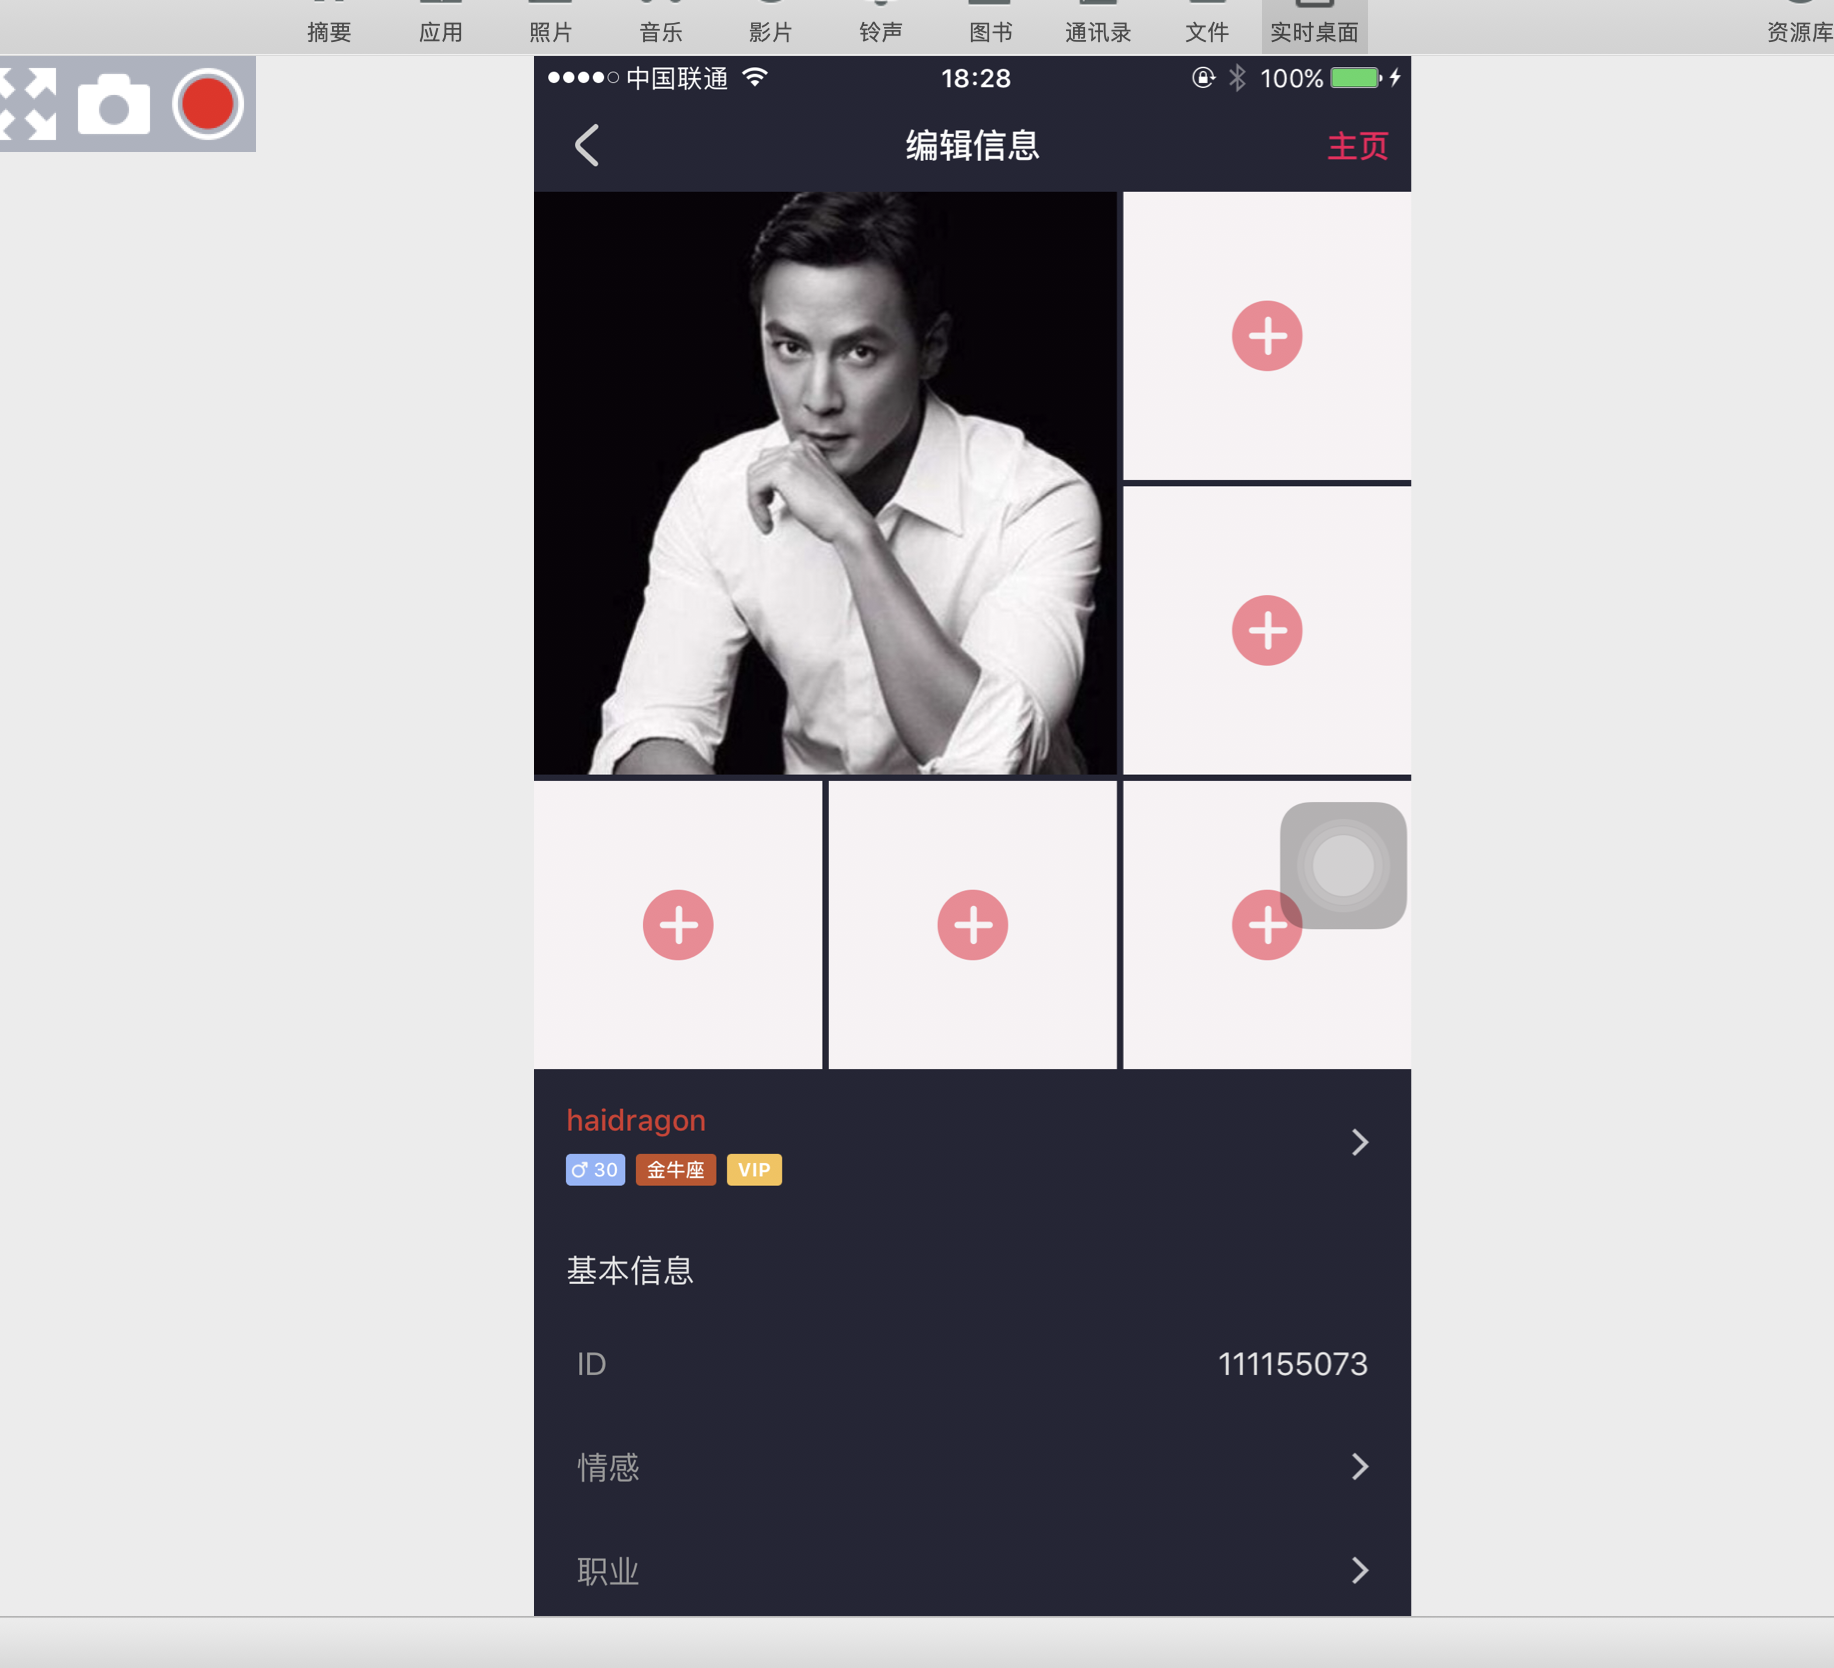 摘要 应用 照片 音乐 影片 铃声 图书 通讯录 文件 实时桌面 资源库
中国联通 18:28 100%
编辑信息 主页
haidragon
♂ 30 金牛座 VIP
基本信息
ID 111155073
情感
职业